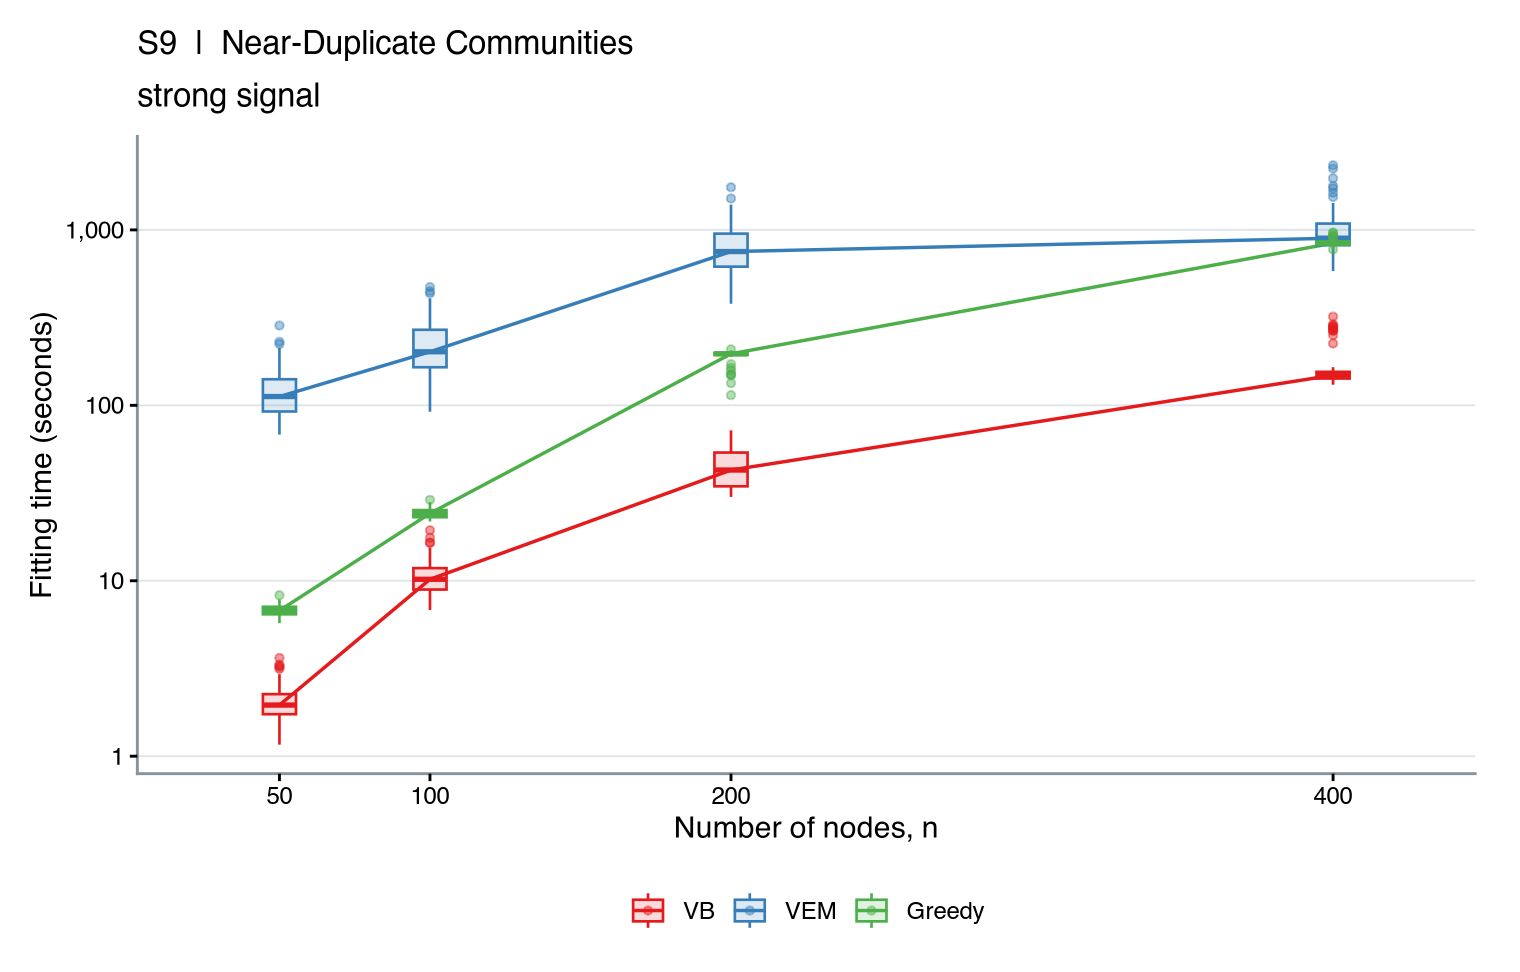 S9 | Near-Duplicate Communities
strong signal
Fitting time (seconds)
1,000
100
10
1
50 100 200 400
Number of nodes, n
VB VEM Greedy